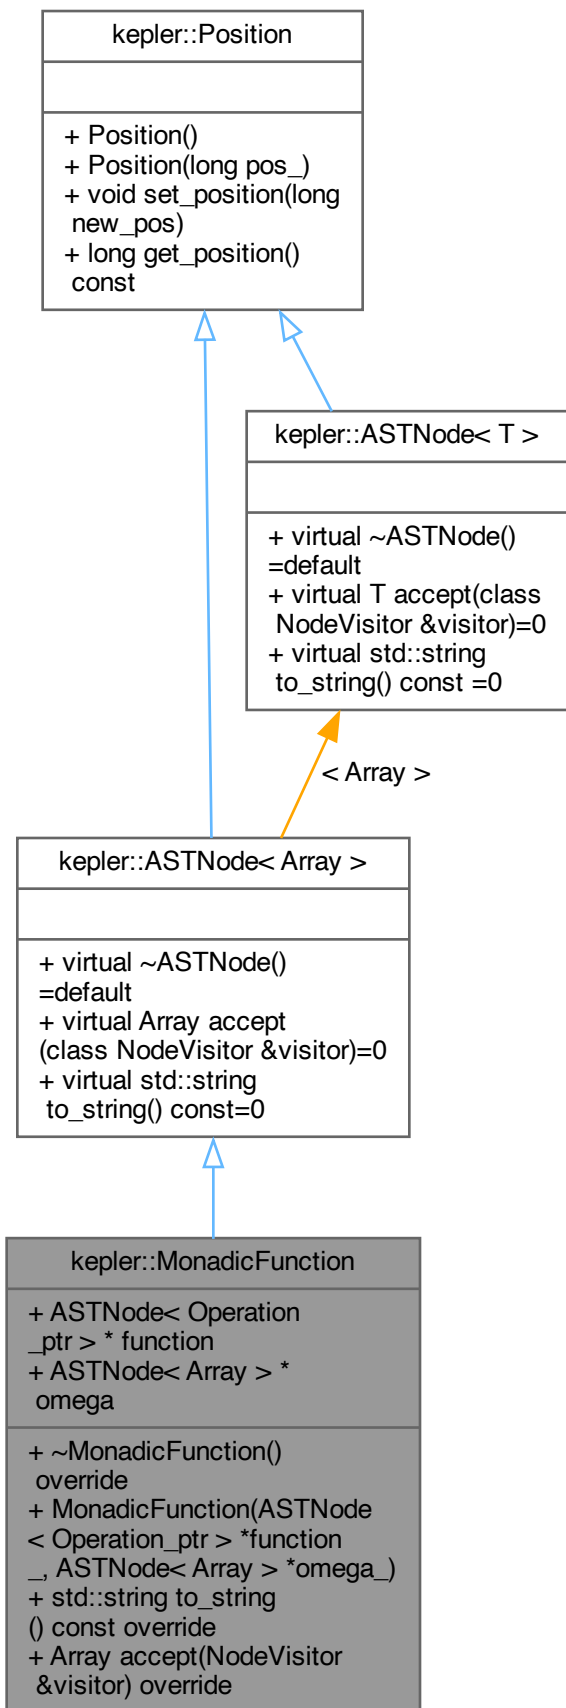 kepler::Position
+ Position()
+ Position(long pos_)
+ void set_position(long
new_pos)
+ long get_position()
const
kepler::ASTNode< T >
+ virtual ~ASTNode()
=default
+ virtual T accept(class
NodeVisitor &visitor)=0
+ virtual std::string
to_string() const =0
< Array >
kepler::ASTNode< Array >
+ virtual ~ASTNode()
=default
+ virtual Array accept
(class NodeVisitor &visitor)=0
+ virtual std::string
to_string() const=0
kepler::MonadicFunction
+ ASTNode< Operation
_ptr > * function
+ ASTNode< Array > *
omega
+ ~MonadicFunction()
override
+ MonadicFunction(ASTNode
< Operation_ptr > *function
_, ASTNode< Array > *omega_)
+ std::string to_string
() const override
+ Array accept(NodeVisitor
&visitor) override